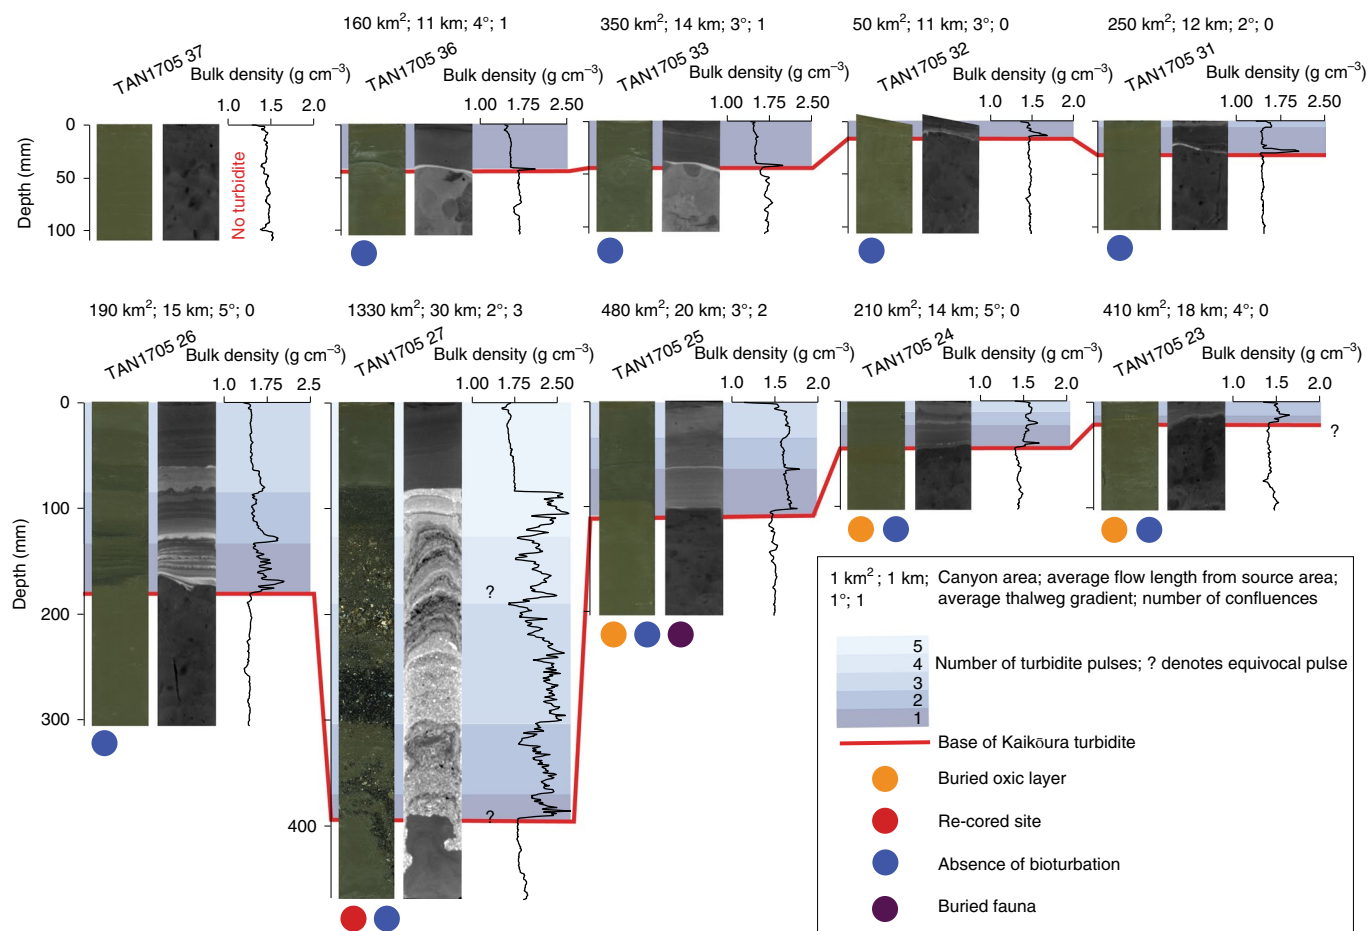 160 km²; 11 km; 4°; 1
350 km²; 14 km; 3°; 1
50 km²; 11 km; 3°; 0
250 km²; 12 km; 2°; 0
TAN1705 37
Bulk density (g cm⁻³)
TAN1705 36
Bulk density (g cm⁻³)
TAN1705 33
Bulk density (g cm⁻³)
TAN1705 32
Bulk density (g cm⁻³)
TAN1705 31
Bulk density (g cm⁻³)
1.0 1.5 2.0
1.00 1.75 2.50
1.00 1.75 2.50
1.0 1.5 2.0
1.00 1.75 2.50
Depth (mm)
0
50
100
No turbidite
190 km²; 15 km; 5°; 0
1330 km²; 30 km; 2°; 3
480 km²; 20 km; 3°; 2
210 km²; 14 km; 5°; 0
410 km²; 18 km; 4°; 0
TAN1705 26
Bulk density (g cm⁻³)
TAN1705 27
Bulk density (g cm⁻³)
TAN1705 25
Bulk density (g cm⁻³)
TAN1705 24
Bulk density (g cm⁻³)
TAN1705 23
Bulk density (g cm⁻³)
1.0 1.75 2.5
1.00 1.75 2.50
1.0 1.5 2.0
1.0 1.5 2.0
1.0 1.5 2.0
Depth (mm)
0
100
200
300
400
?
?
?
1 km² ; 1 km; Canyon area; average flow length from source area;
1°; 1 average thalweg gradient; number of confluences
5
4
3
2
1
Number of turbidite pulses; ? denotes equivocal pulse
Base of Kaikōura turbidite
Buried oxic layer
Re-cored site
Absence of bioturbation
Buried fauna